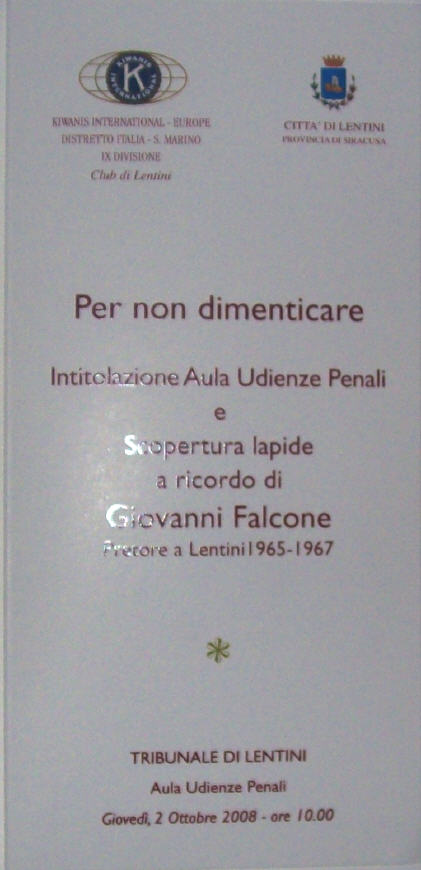 KIWANIS
INTERNATIONAL
K
KIWANIS INTERNATIONAL - EUROPE
DISTRETTO ITALIA - S. MARINO
IX DIVISIONE
Club di Lentini
CITTA' DI LENTINI
PROVINCIA DI SIRACUSA
Per non dimenticare
Intitolazione Aula Udienze Penali
e
Scopertura lapide
a ricordo di
Giovanni Falcone
Pretore a Lentini 1965-1967
TRIBUNALE DI LENTINI
Aula Udienze Penali
Giovedì, 2 Ottobre 2008 - ore 10.00